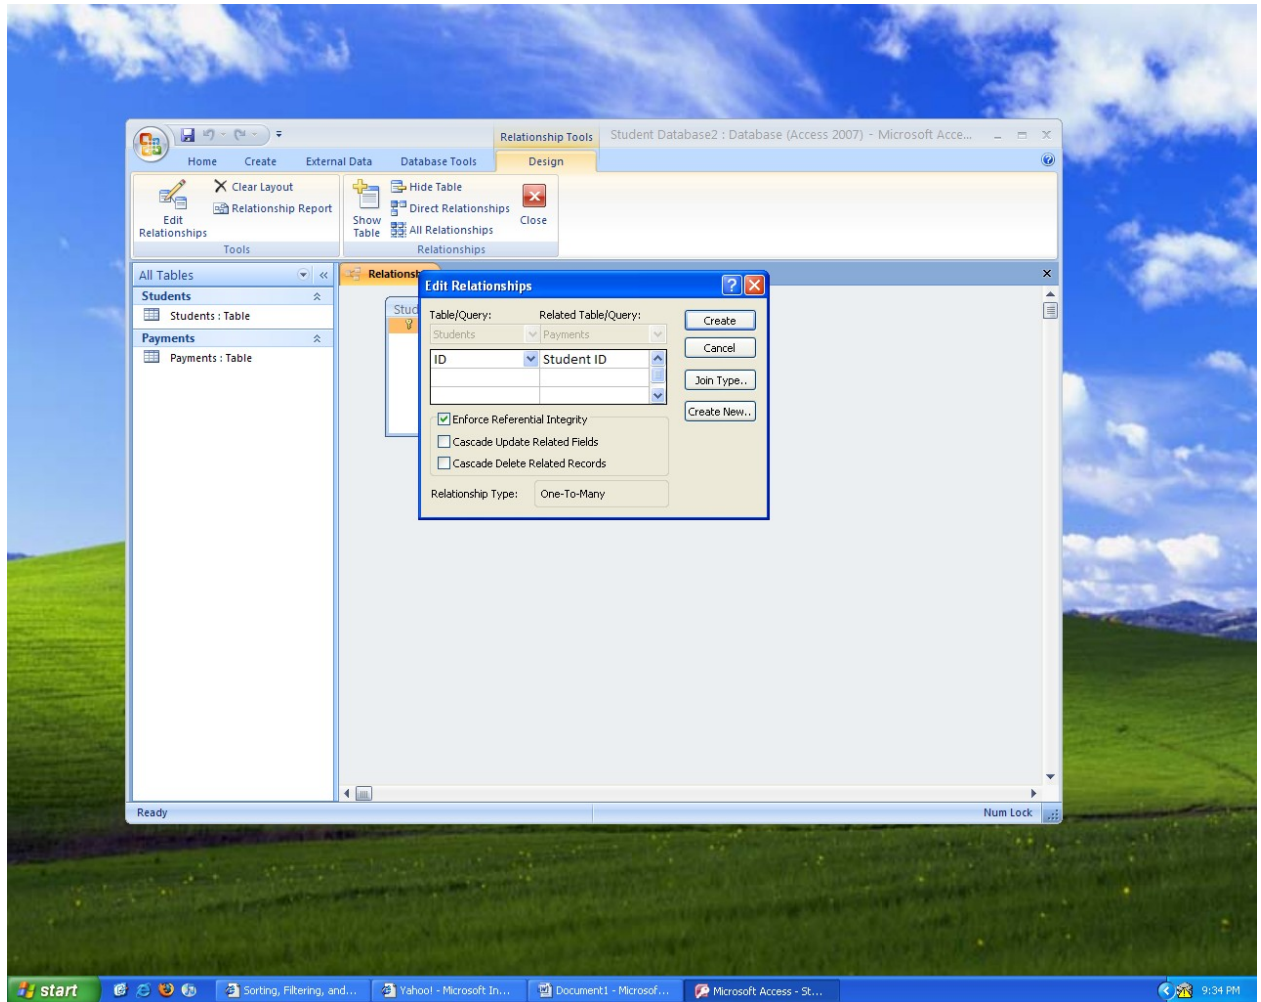 Relationship Tools Student Database2 : Database (Access 2007) - Microsoft Acce...
Home Create External Data Database Tools Design
Clear Layout
Relationship Report
Edit Relationships
Tools
Show Table
Hide Table
Direct Relationships
All Relationships
Close
Relationships
All Tables
Students
Students : Table
Payments
Payments : Table
Relationsh
Stud
Edit Relationships
Table/Query: Related Table/Query:
Students Payments
ID Student ID
Create
Cancel
Join Type..
Create New..
Enforce Referential Integrity
Cascade Update Related Fields
Cascade Delete Related Records
Relationship Type: One-To-Many
Ready Num Lock
start Sorting, Filtering, and... Yahoo! - Microsoft In... Document1 - Microsof... Microsoft Access - St... 9:34 PM